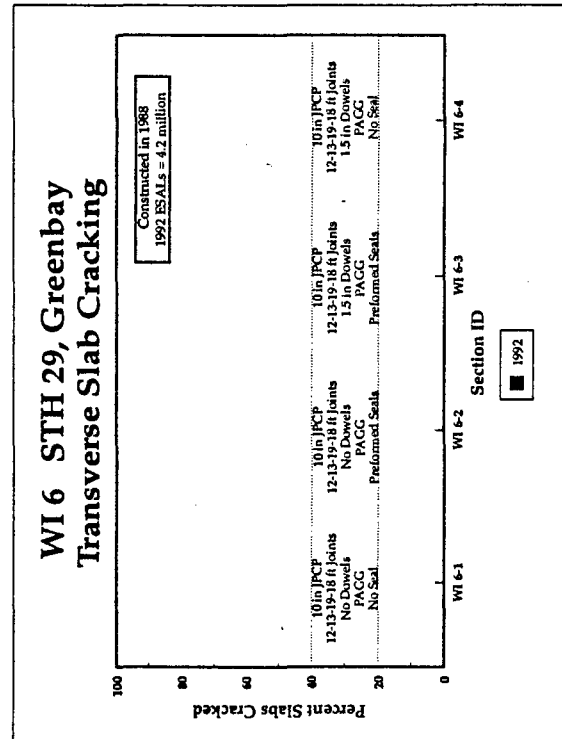 WI 6 STH 29, Greenbay
Transverse Slab Cracking
Constructed in 1988
1992 ESALs = 4.2 million
Percent Slabs Cracked
100
80
60
40
20
0
10 in JPCP
12-13-19-18 ft Joints
No Dowels
PAGG
No Seal
10 in JPCP
12-13-19-18 ft Joints
No Dowels
PAGG
Preformed Seals
10 in JPCP
12-13-19-18 ft Joints
1.5 in Dowels
PAGG
Preformed Seals
10 in JPCP
12-13-19-18 ft Joints
1.5 in Dowels
PAGG
No Seal
WI 6-1
WI 6-2
WI 6-3
WI 6-4
Section ID
1992